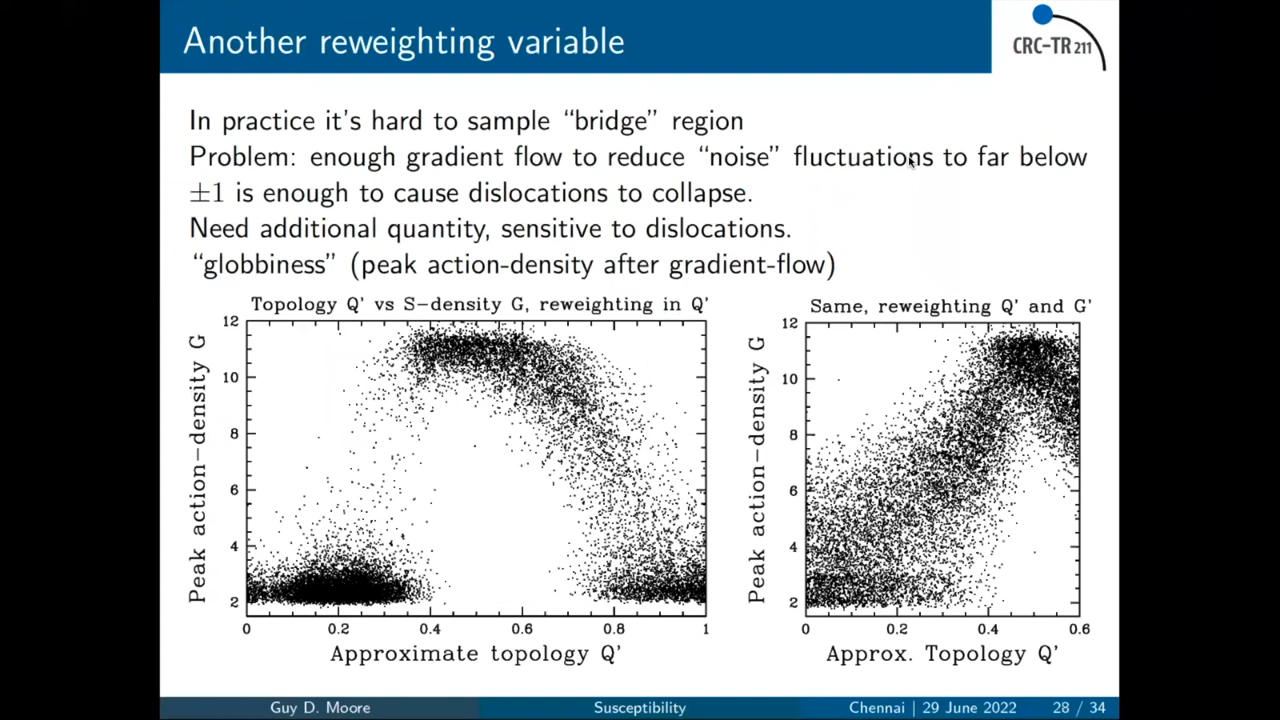 Another reweighting variable
CRC-TR 211
In practice it's hard to sample “bridge” region
Problem: enough gradient flow to reduce “noise” fluctuations to far below
±1 is enough to cause dislocations to collapse.
Need additional quantity, sensitive to dislocations.
“globbiness” (peak action-density after gradient-flow)
Topology Q' vs S-density G, reweighting in Q'
Peak action-density G
12
10
8
6
4
2
0 0.2 0.4 0.6 0.8 1
Approximate topology Q'
Same, reweighting Q' and G'
Peak action-density G
12
10
8
6
4
2
0 0.2 0.4 0.6
Approx. Topology Q'
Guy D. Moore Susceptibility Chennai | 29 June 2022 28 / 34